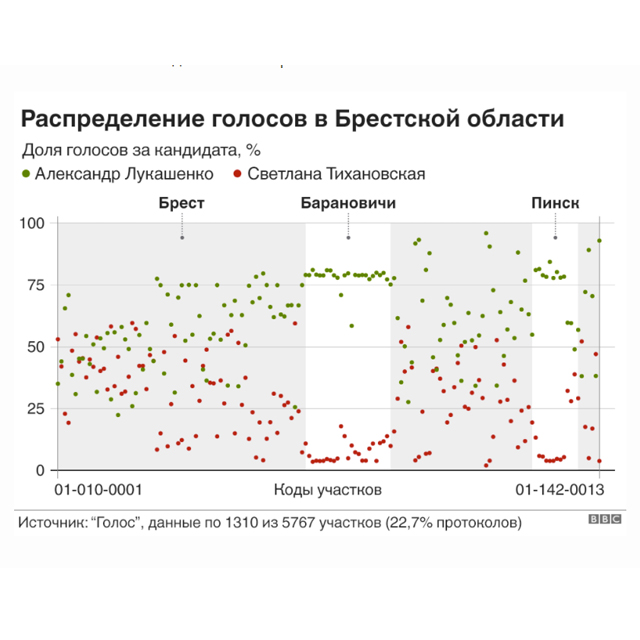 Распределение голосов в Брестской области
Доля голосов за кандидата, %
Александр Лукашенко Светлана Тихановская
Брест Барановичи Пинск
100
75
50
25
0
01-010-0001 Коды участков 01-142-0013
Источник: “Голос”, данные по 1310 из 5767 участков (22,7% протоколов)
BBC